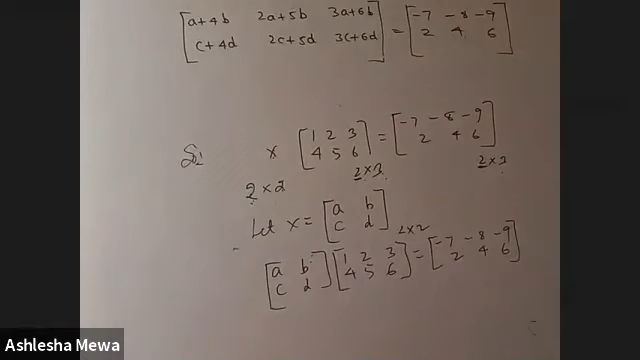 [a+4b 2a+5b 3a+6b] = [-7 -8 -9]
[c+4d 2c+5d 3c+6d] [2 4 6]
x [1 2 3] = [-7 -8 -9]
[4 5 6] [2 4 6]
2×2 2×3 2×3
Let x = [a b]
[c d] 2×2
[a b] [1 2 3] = [-7 -8 -9]
[c d] [4 5 6] [2 4 6]
Ashlesha Mewa